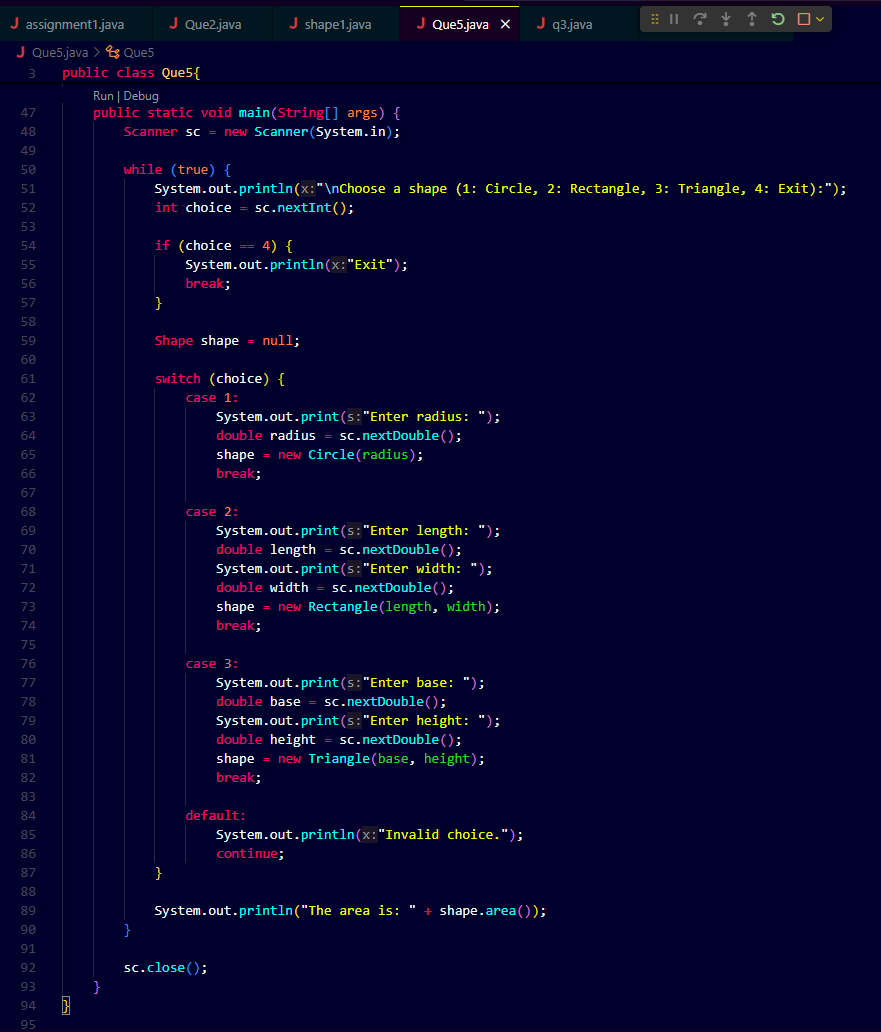 J assignment1.java J Que2.java J shape1.java J Que5.java × J q3.java
J Que5.java > Que5
3 public class Que5{
Run | Debug
47 public static void main(String[] args) {
48 Scanner sc = new Scanner(System.in);
49
50 while (true) {
51 System.out.println(x:"\nChoose a shape (1: Circle, 2: Rectangle, 3: Triangle, 4: Exit):");
52 int choice = sc.nextInt();
53
54 if (choice == 4) {
55 System.out.println(x:"Exit");
56 break;
57 }
58
59 Shape shape = null;
60
61 switch (choice) {
62 case 1:
63 System.out.print(s:"Enter radius: ");
64 double radius = sc.nextDouble();
65 shape = new Circle(radius);
66 break;
67
68 case 2:
69 System.out.print(s:"Enter length: ");
70 double length = sc.nextDouble();
71 System.out.print(s:"Enter width: ");
72 double width = sc.nextDouble();
73 shape = new Rectangle(length, width);
74 break;
75
76 case 3:
77 System.out.print(s:"Enter base: ");
78 double base = sc.nextDouble();
79 System.out.print(s:"Enter height: ");
80 double height = sc.nextDouble();
81 shape = new Triangle(base, height);
82 break;
83
84 default:
85 System.out.println(x:"Invalid choice.");
86 continue;
87 }
88
89 System.out.println("The area is: " + shape.area());
90 }
91
92 sc.close();
93 }
94 }
95